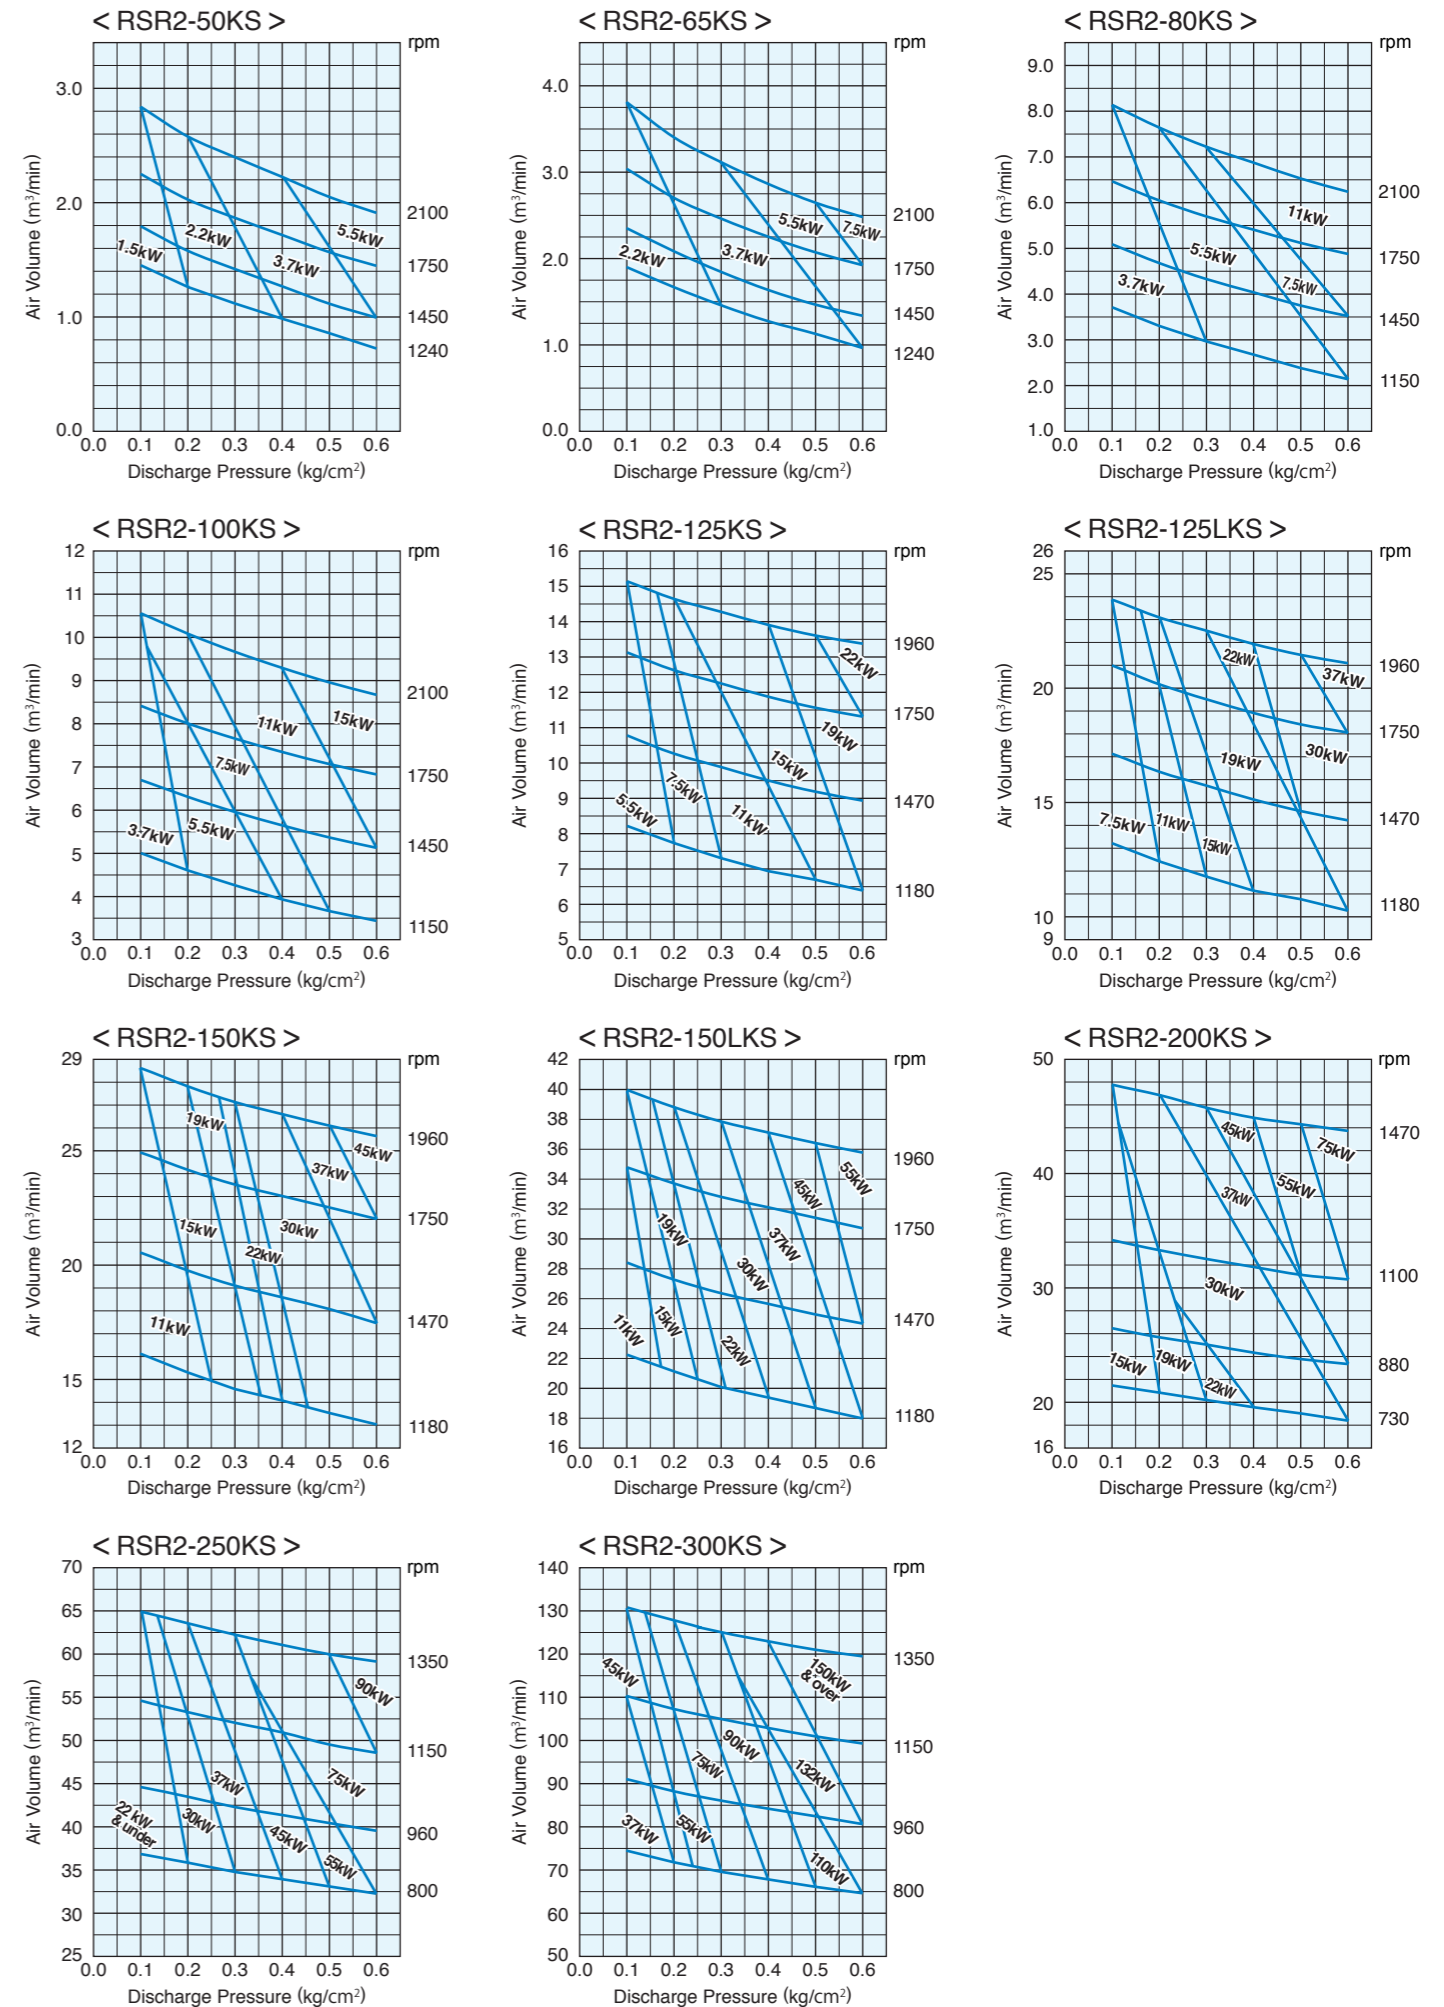 < RSR2-50KS >
rpm
Air Volume (m³/min)
3.0
2.0
1.0
0.0
1.5kW
2.2kW
3.7kW
5.5kW
2100
1750
1450
1240
0.0 0.1 0.2 0.3 0.4 0.5 0.6
Discharge Pressure (kg/cm²)
< RSR2-65KS >
rpm
Air Volume (m³/min)
4.0
3.0
2.0
1.0
0.0
2.2kW
3.7kW
5.5kW
7.5kW
2100
1750
1450
1240
0.0 0.1 0.2 0.3 0.4 0.5 0.6
Discharge Pressure (kg/cm²)
< RSR2-80KS >
rpm
Air Volume (m³/min)
9.0
8.0
7.0
6.0
5.0
4.0
3.0
2.0
1.0
3.7kW
5.5kW
7.5kW
11kW
2100
1750
1450
1150
0.0 0.1 0.2 0.3 0.4 0.5 0.6
Discharge Pressure (kg/cm²)
< RSR2-100KS >
rpm
Air Volume (m³/min)
12
11
10
9
8
7
6
5
4
3
3.7kW
5.5kW
7.5kW
11kW
15kW
2100
1750
1450
1150
0.0 0.1 0.2 0.3 0.4 0.5 0.6
Discharge Pressure (kg/cm²)
< RSR2-125KS >
rpm
Air Volume (m³/min)
16
15
14
13
12
11
10
9
8
7
6
5
5.5kW
7.5kW
11kW
15kW
19kW
22kW
1960
1750
1470
1180
0.0 0.1 0.2 0.3 0.4 0.5 0.6
Discharge Pressure (kg/cm²)
< RSR2-125LKS >
rpm
Air Volume (m³/min)
26
25
20
15
10
9
7.5kW
11kW
15kW
19kW
22kW
30kW
37kW
1960
1750
1470
1180
0.0 0.1 0.2 0.3 0.4 0.5 0.6
Discharge Pressure (kg/cm²)
< RSR2-150KS >
rpm
Air Volume (m³/min)
29
25
20
15
12
11kW
15kW
19kW
22kW
30kW
37kW
45kW
1960
1750
1470
1180
0.0 0.1 0.2 0.3 0.4 0.5 0.6
Discharge Pressure (kg/cm²)
< RSR2-150LKS >
rpm
Air Volume (m³/min)
42
40
38
36
34
32
30
28
26
24
22
20
18
16
11kW
15kW
19kW
22kW
30kW
37kW
45kW
55kW
1960
1750
1470
1180
0.0 0.1 0.2 0.3 0.4 0.5 0.6
Discharge Pressure (kg/cm²)
< RSR2-200KS >
rpm
Air Volume (m³/min)
50
40
30
20
16
15kW
19kW
22kW
30kW
37kW
45kW
55kW
75kW
1470
1100
880
730
0.0 0.1 0.2 0.3 0.4 0.5 0.6
Discharge Pressure (kg/cm²)
< RSR2-250KS >
rpm
Air Volume (m³/min)
70
65
60
55
50
45
40
35
30
25
22 kW
& under
30kW
37kW
45kW
55kW
75kW
90kW
1350
1150
960
800
0.0 0.1 0.2 0.3 0.4 0.5 0.6
Discharge Pressure (kg/cm²)
< RSR2-300KS >
rpm
Air Volume (m³/min)
140
130
120
110
100
90
80
70
60
50
37kW
45kW
55kW
75kW
90kW
110kW
132kW
150kW
& over
1350
1150
960
800
0.0 0.1 0.2 0.3 0.4 0.5 0.6
Discharge Pressure (kg/cm²)